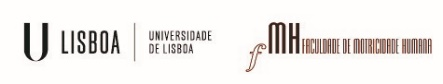 U LISBOA
UNIVERSIDADE
DE LISBOA
fMH FACULDADE DE MOTRICIDADE HUMANA